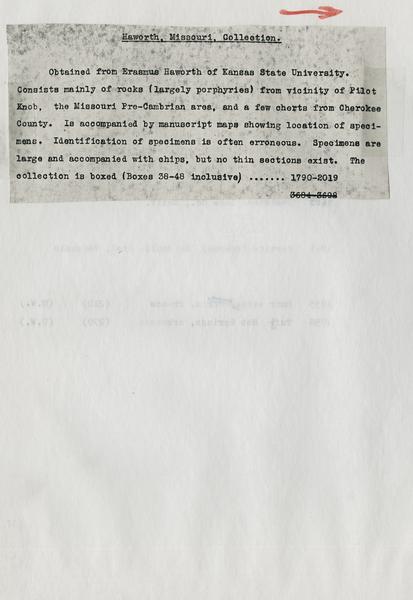 Haworth, Missouri, Collection.
Obtained from Erasmus Haworth of Kansas State University.
Consists mainly of rocks (largely porphyries) from vicinity of Pilot
Knob, the Missouri Pre-Cambrian area, and a few cherts from Cherokee
County. Is accompanied by manuscript maps showing location of speci-
mens. Identification of specimens is often erroneous. Specimens are
large and accompanied with chips, but no thin sections exist. The
collection is boxed (Boxes 38-48 inclusive) ....... 1790-2019
3684-3698